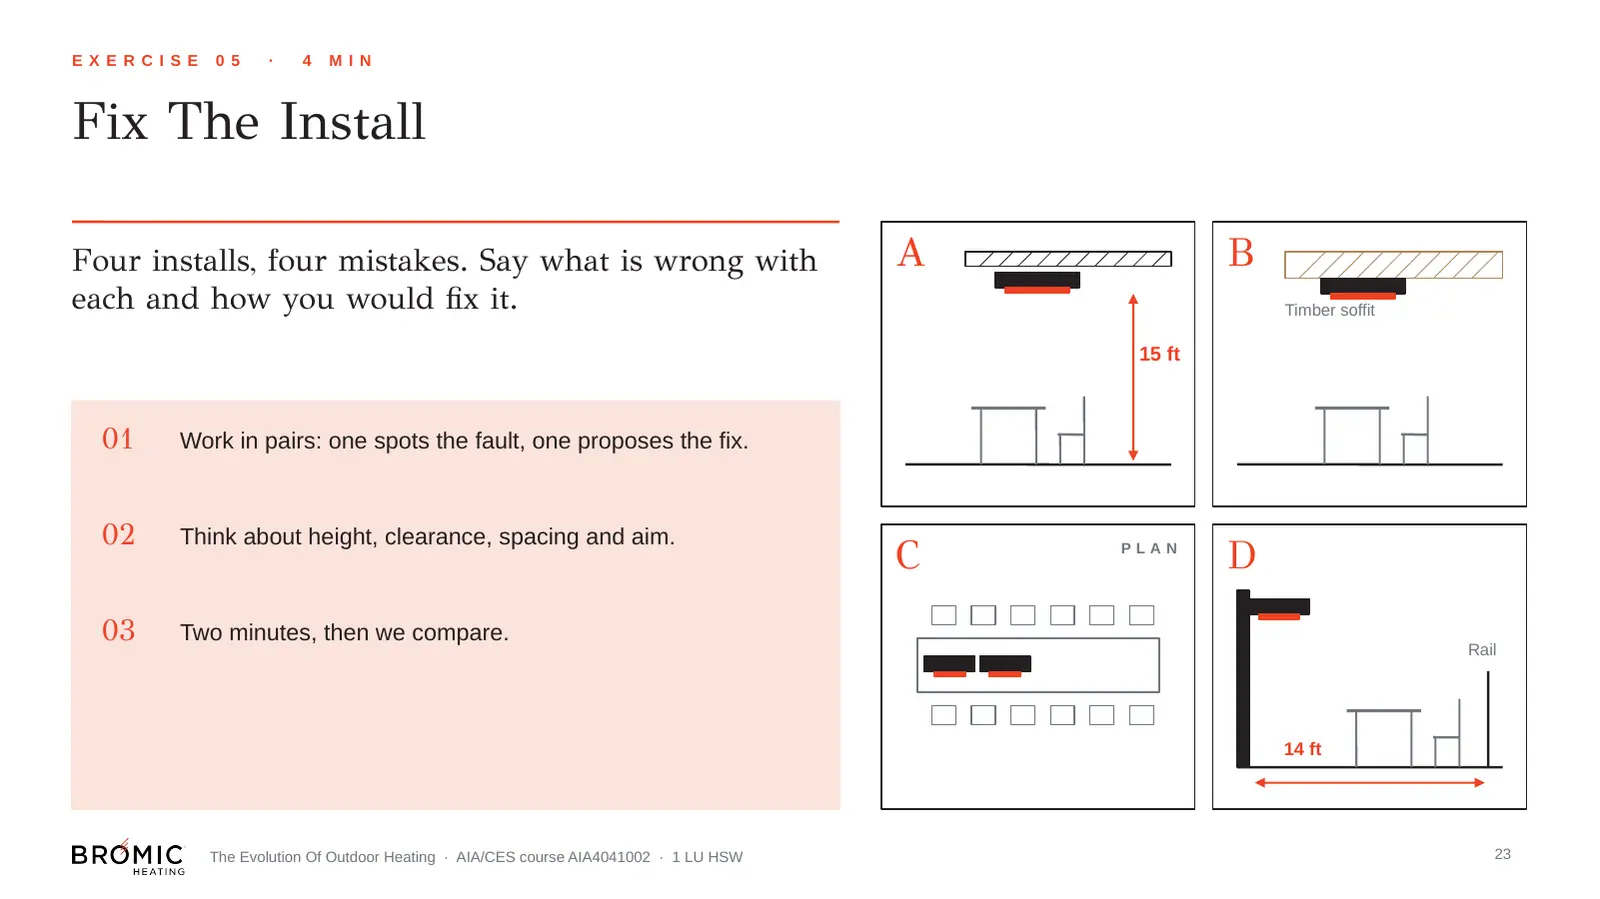 EXERCISE 05 · 4 MIN
Fix The Install
Four installs, four mistakes. Say what is wrong with
each and how you would fix it.
01 Work in pairs: one spots the fault, one proposes the fix.
02 Think about height, clearance, spacing and aim.
03 Two minutes, then we compare.
A
15 ft
B
Timber soffit
C
PLAN
D
Rail
14 ft
BROMIC
HEATING
The Evolution Of Outdoor Heating · AIA/CES course AIA4041002 · 1 LU HSW
23